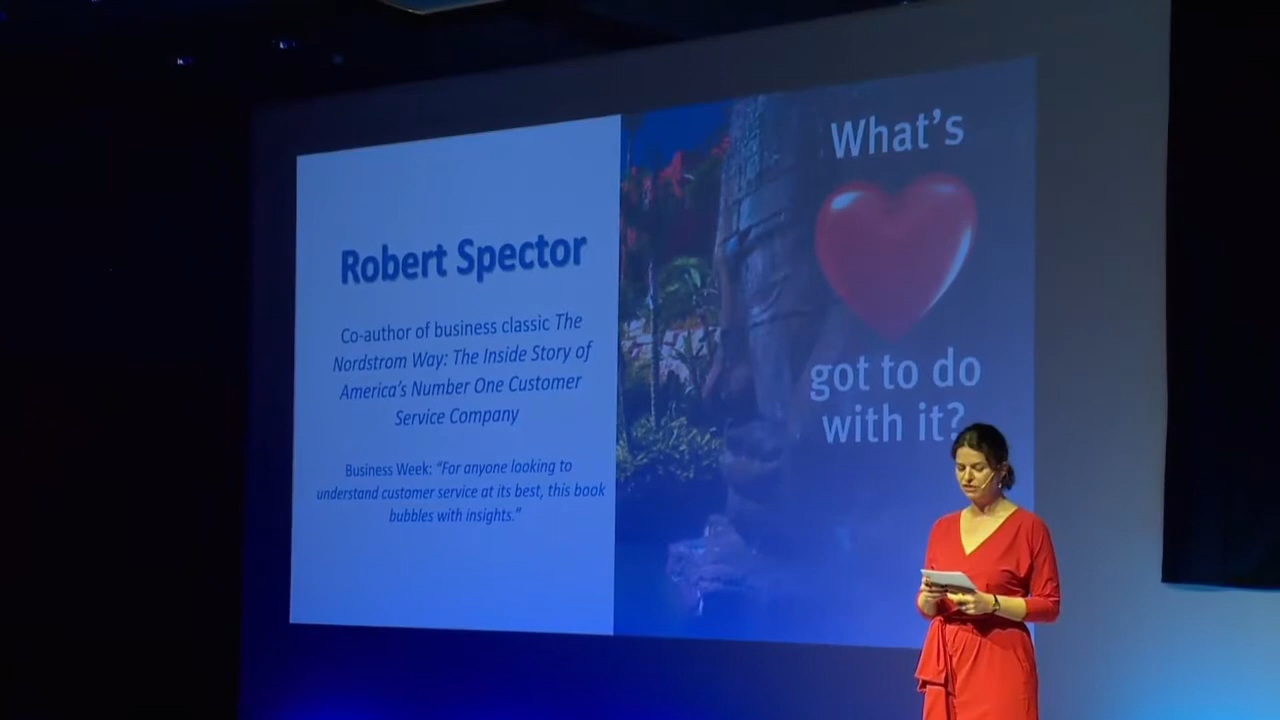 Robert Spector
Co-author of business classic The
Nordstrom Way: The Inside Story of
America's Number One Customer
Service Company
Business Week: “For anyone looking to
understand customer service at its best, this book
bubbles with insights.”
What's
got to do
with it?